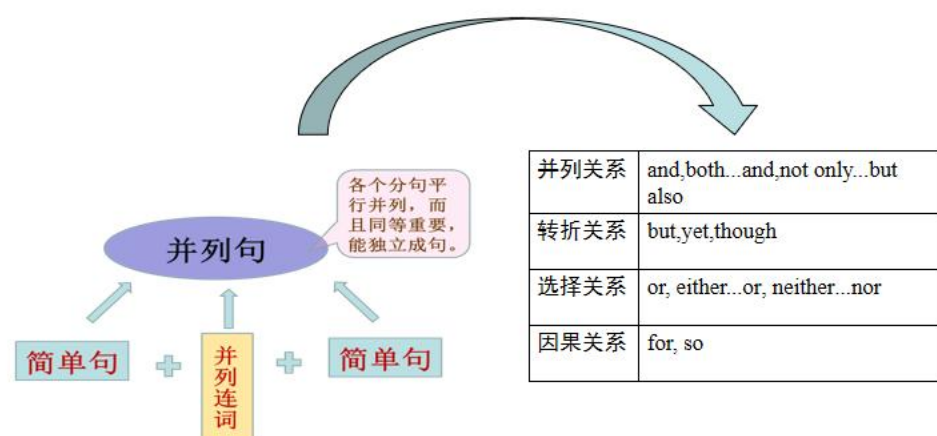 各个分句平
行并列，而
且同等重要，
能独立成句。
并列句
简单句
并
列
连
词
简单句
并列关系 and,both...and,not only...but
also
转折关系 but,yet,though
选择关系 or, either...or, neither...nor
因果关系 for, so